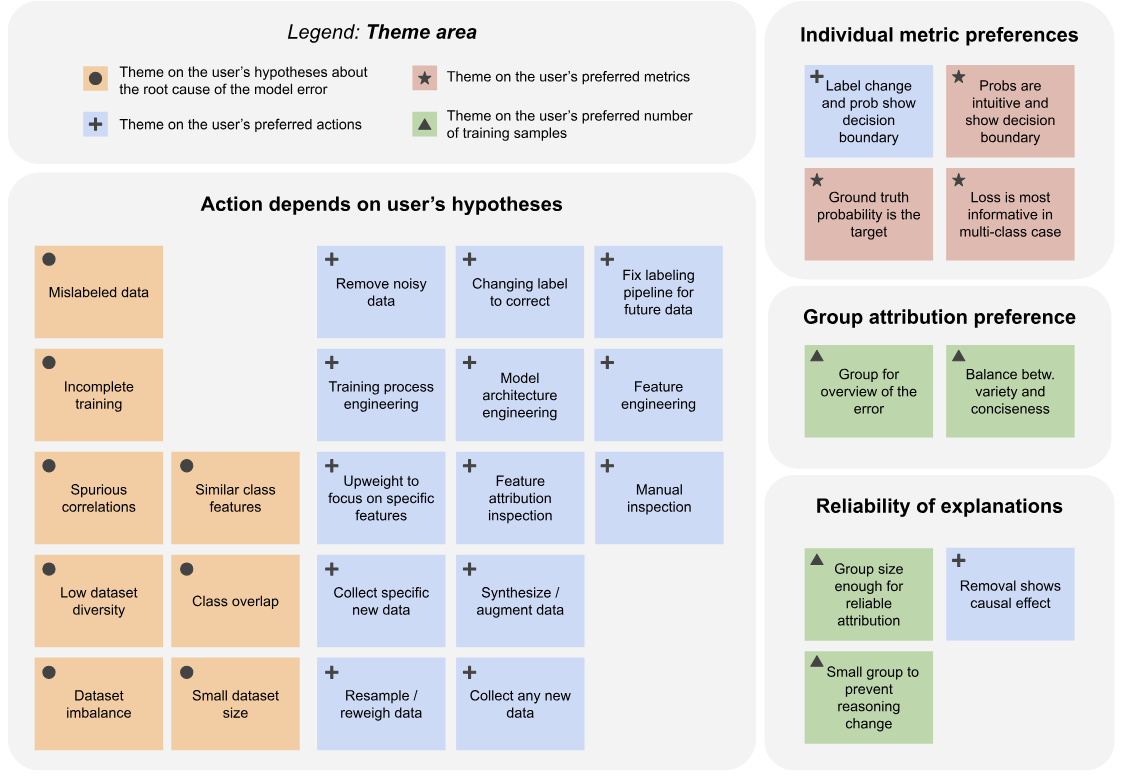 Legend: Theme area
Theme on the user's hypotheses about
the root cause of the model error
Theme on the user's preferred actions
Theme on the user's preferred metrics
Theme on the user's preferred number
of training samples
Action depends on user's hypotheses
Mislabeled data
Remove noisy
data
Changing label
to correct
Fix labeling
pipeline for
future data
Incomplete
training
Training process
engineering
Model
architecture
engineering
Feature
engineering
Spurious
correlations
Similar class
features
Upweight to
focus on specific
features
Feature
attribution
inspection
Manual
inspection
Low dataset
diversity
Class overlap
Collect specific
new data
Synthesize /
augment data
Dataset
imbalance
Small dataset
size
Resample /
reweigh data
Collect any new
data
Individual metric preferences
Label change
and prob show
decision
boundary
Probs are
intuitive and
show decision
boundary
Ground truth
probability is the
target
Loss is most
informative in
multi-class case
Group attribution preference
Group for
overview of the
error
Balance betw.
variety and
conciseness
Reliability of explanations
Group size
enough for
reliable
attribution
Removal shows
causal effect
Small group to
prevent
reasoning
change